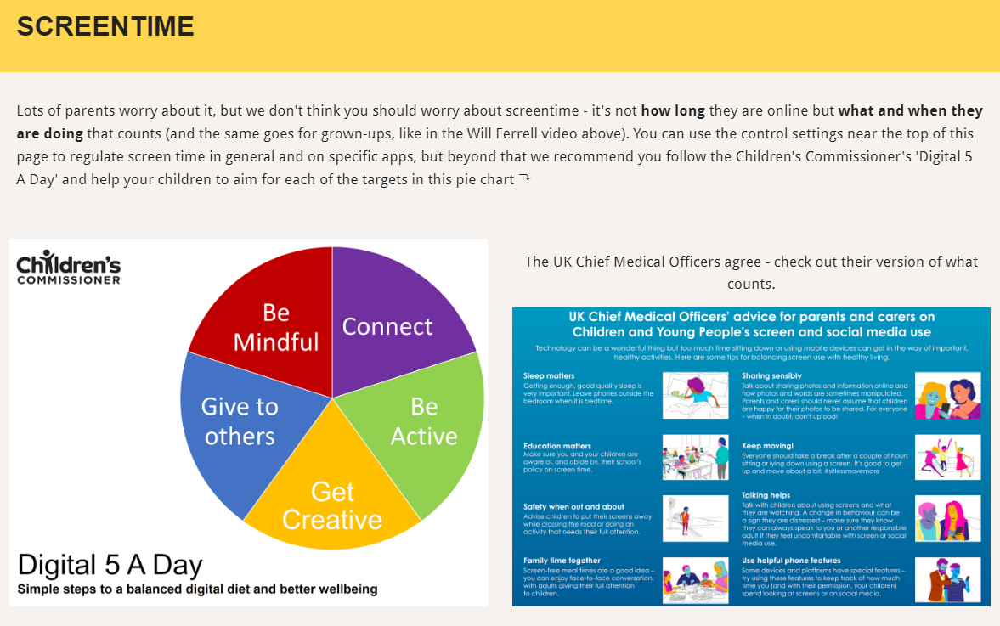 SCREENTIME
Lots of parents worry about it, but we don't think you should worry about screentime - it's not how long they are online but what and when they
are doing that counts (and the same goes for grown-ups, like in the Will Ferrell video above). You can use the control settings near the top of this
page to regulate screen time in general and on specific apps, but beyond that we recommend you follow the Children's Commissioner's 'Digital 5
A Day' and help your children to aim for each of the targets in this pie chart
Children's
COMMISSIONER
Be
Mindful
Connect
Give to
others
Be
Active
Get
Creative
Digital 5 A Day
Simple steps to a balanced digital diet and better wellbeing
The UK Chief Medical Officers agree - check out their version of what
counts.
UK Chief Medical Officers' advice for parents and carers on
Children and Young People's screen and social media use
Technology can be a wonderful thing but too much time sitting down or using mobile devices can get in the way of important,
healthy activities. Here are some tips for balancing screen use with healthy living.
Sleep matters
Getting enough, good quality sleep is
very important. Leave phones outside the
bedroom when it is bedtime.
Sharing sensibly
Talk about sharing photos and information online and
how photos and words are sometimes manipulated.
Parents and carers should never assume that children
are happy for their photos to be shared. For everyone
– when in doubt, don't upload!
Education matters
Make sure you and your children are
aware of, and abide by, their school's
policy on screen time.
Keep moving!
Everyone should take a break after a couple of hours
sitting or lying down using a screen. It's good to get
up and move about a bit. #sitlessmovemore
Safety when out and about
Advise children to put their screens away
while crossing the road or doing an
activity that needs their full attention.
Talking helps
Talk with children about using screens and what
they are watching. A change in behaviour can be
a sign they are distressed – make sure they know
they can always speak to you or another responsible
adult if they feel uncomfortable with screen or social
media use.
Family time together
Screen-free meal times are a good idea –
you can enjoy face-to-face conversation,
with adults giving their full attention
to children.
Use helpful phone features
Some devices and platforms have special features –
try using these features to keep track of how much
time you (and with their permission, your children)
spend looking at screens or on social media.